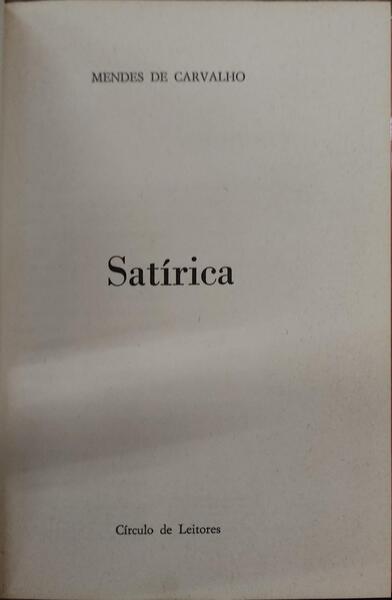 MENDES DE CARVALHO
Satírica
Círculo de Leitores